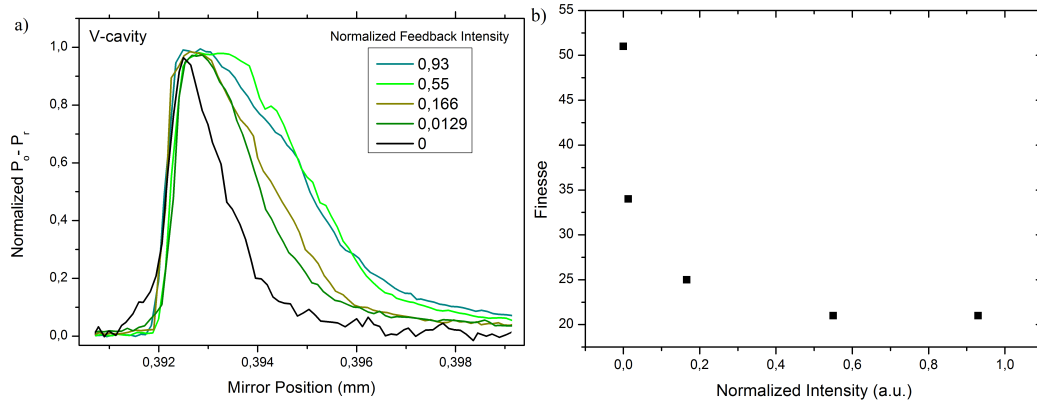 a)
V-cavity
Normalized Feedback Intensity
0,93
0,55
0,166
0,0129
0
1,0
0,8
0,6
0,4
0,2
0,0
Normalized Po- Pr
0,392 0,394 0,396 0,398
Mirror Position (mm)
b)
55
50
45
40
35
30
25
20
Finesse
0,0 0,2 0,4 0,6 0,8 1,0
Normalized Intensity (a.u.)